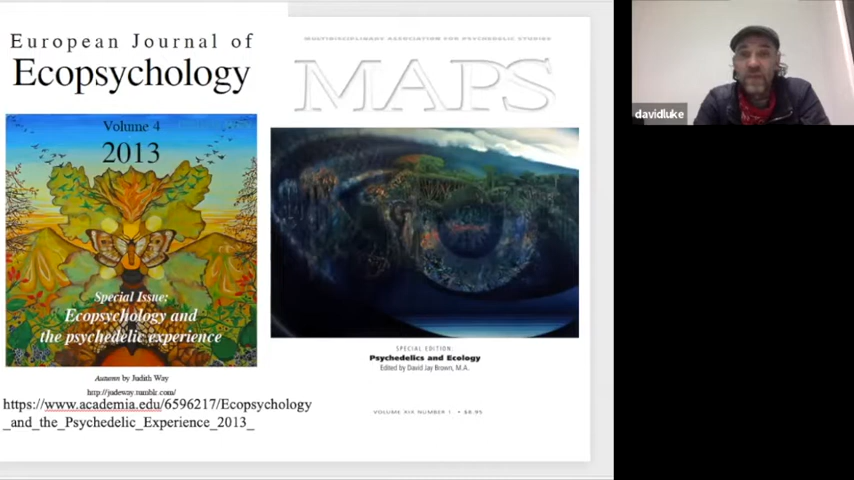 European Journal of
Ecopsychology
Volume 4
2013
Special Issue:
Ecopsychology and
the psychedelic experience
Autumn by Judith Way
http://judeway.tumblr.com/
https://www.academia.edu/6596217/Ecopsychology
_and_the_Psychedelic_Experience_2013_
MULTIDISCIPLINARY ASSOCIATION FOR PSYCHEDELIC STUDIES
MAPS
SPECIAL EDITION:
Psychedelics and Ecology
Edited by David Jay Brown, M.A.
VOLUME XIX NUMBER 1 • $8.95
davidluke